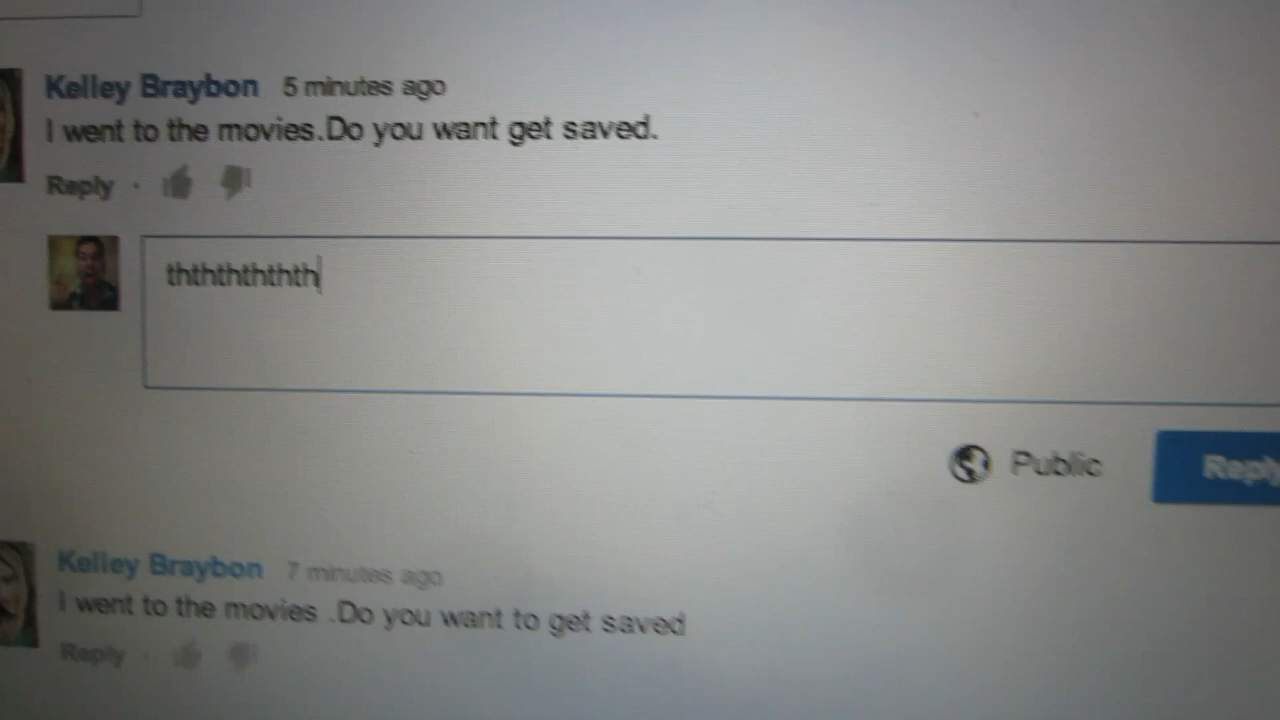 Kelley Braybon 5 minutes ago
I went to the movies.Do you want get saved.
Reply ·
thththththth
Public Reply
Kelley Braybon 7 minutes ago
I went to the movies .Do you want to get saved
Reply ·